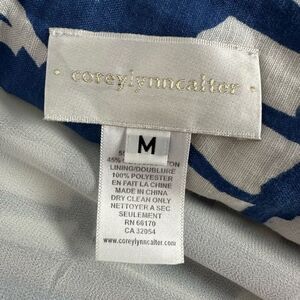 coreylynncalter
M
LINING/DOUBLURE
100% POLYESTER
EN FAIT LA CHINE
MADE IN CHINA
DRY CLEAN ONLY
NETTOYER A SEC
SEULEMENT
RN 66170
CA 32054
www.coreylynncalter.com